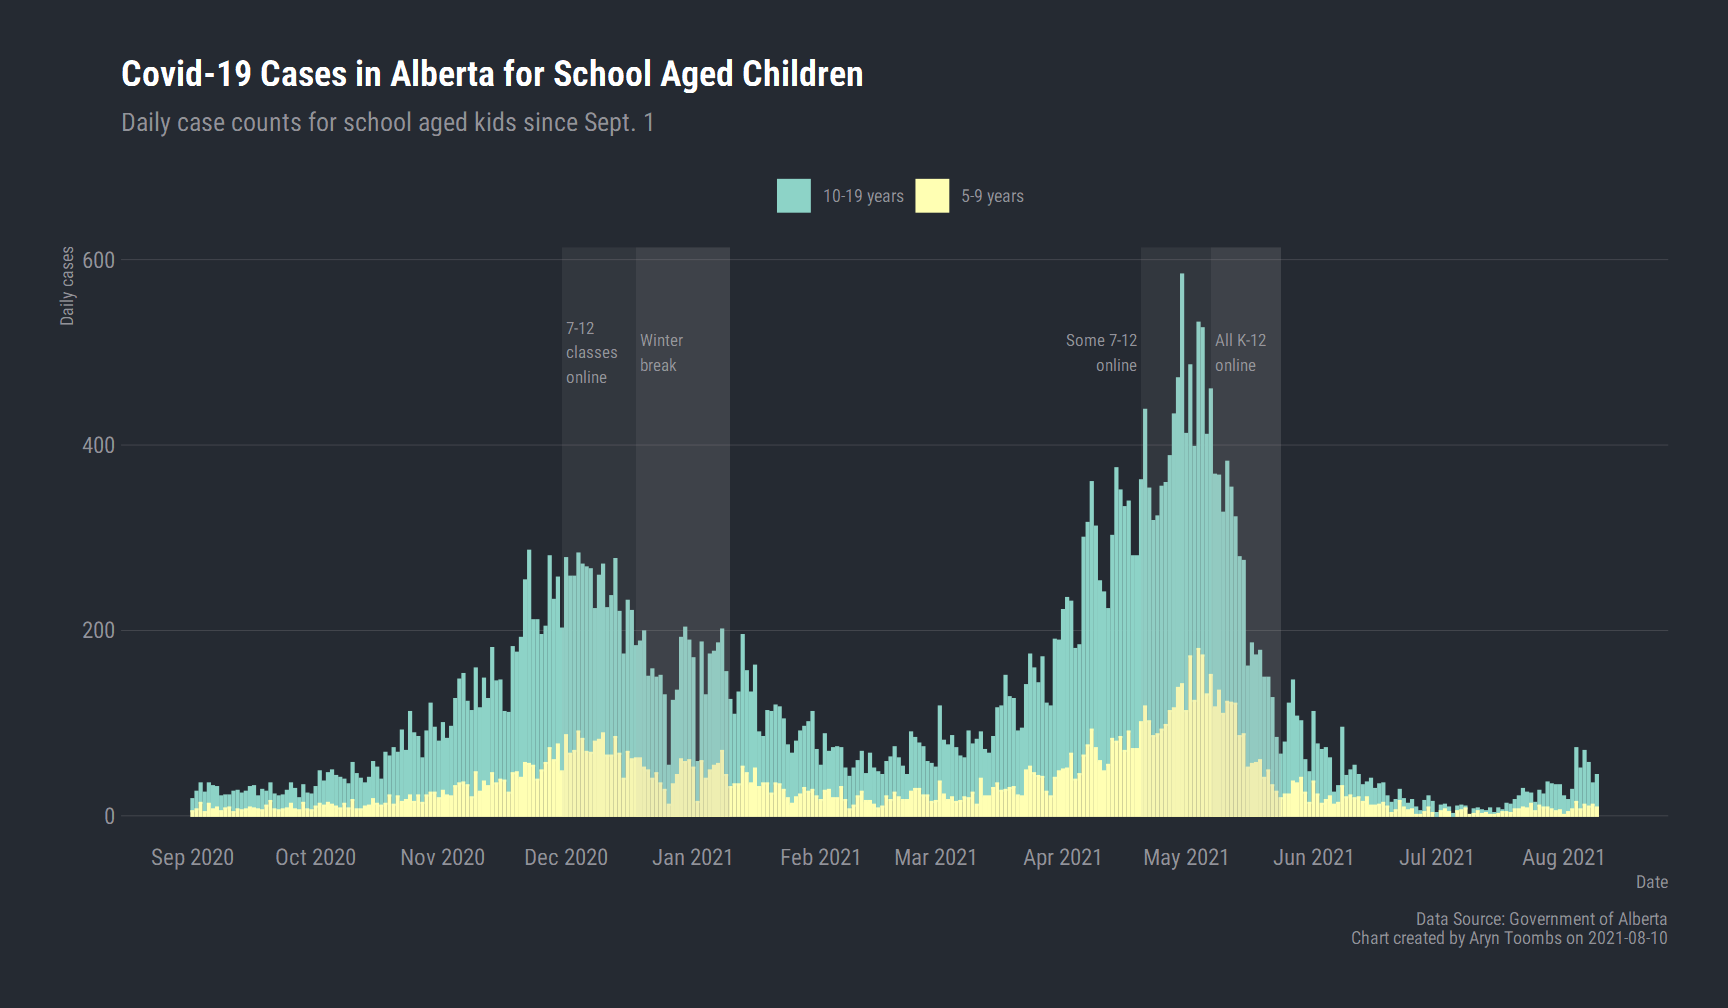 Covid-19 Cases in Alberta for School Aged Children
Daily case counts for school aged kids since Sept. 1
10-19 years
5-9 years
Daily cases
600
400
200
0
7-12
classes
online
Winter
break
Some 7-12
online
All K-12
online
Sep 2020
Oct 2020
Nov 2020
Dec 2020
Jan 2021
Feb 2021
Mar 2021
Apr 2021
May 2021
Jun 2021
Jul 2021
Aug 2021
Date
Data Source: Government of Alberta
Chart created by Aryn Toombs on 2021-08-10